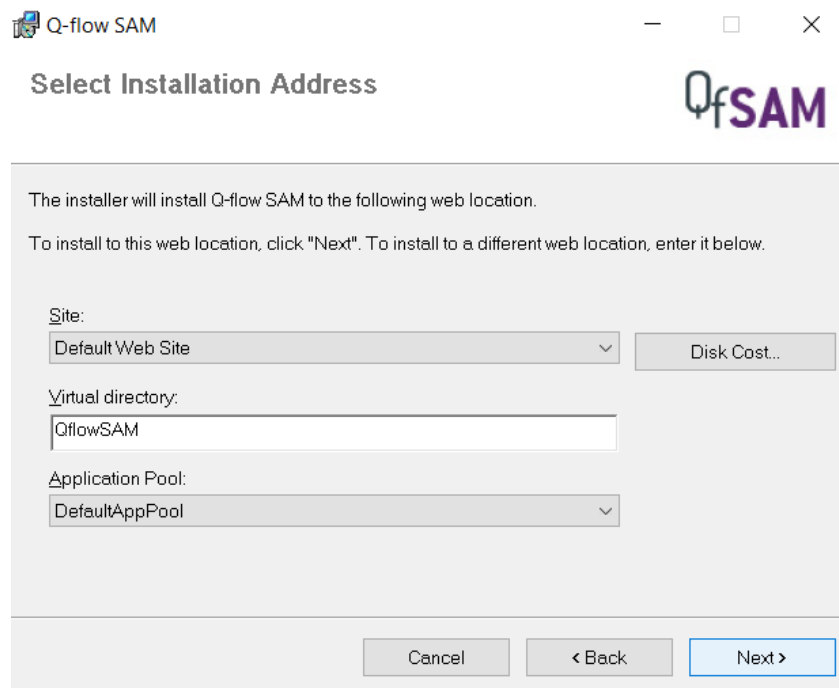 Q-flow SAM
Select Installation Address
QfSAM
The installer will install Q-flow SAM to the following web location.
To install to this web location, click "Next". To install to a different web location, enter it below.
Site:
Default Web Site
Disk Cost...
Virtual directory:
QflowSAM
Application Pool:
DefaultAppPool
Cancel
< Back
Next >